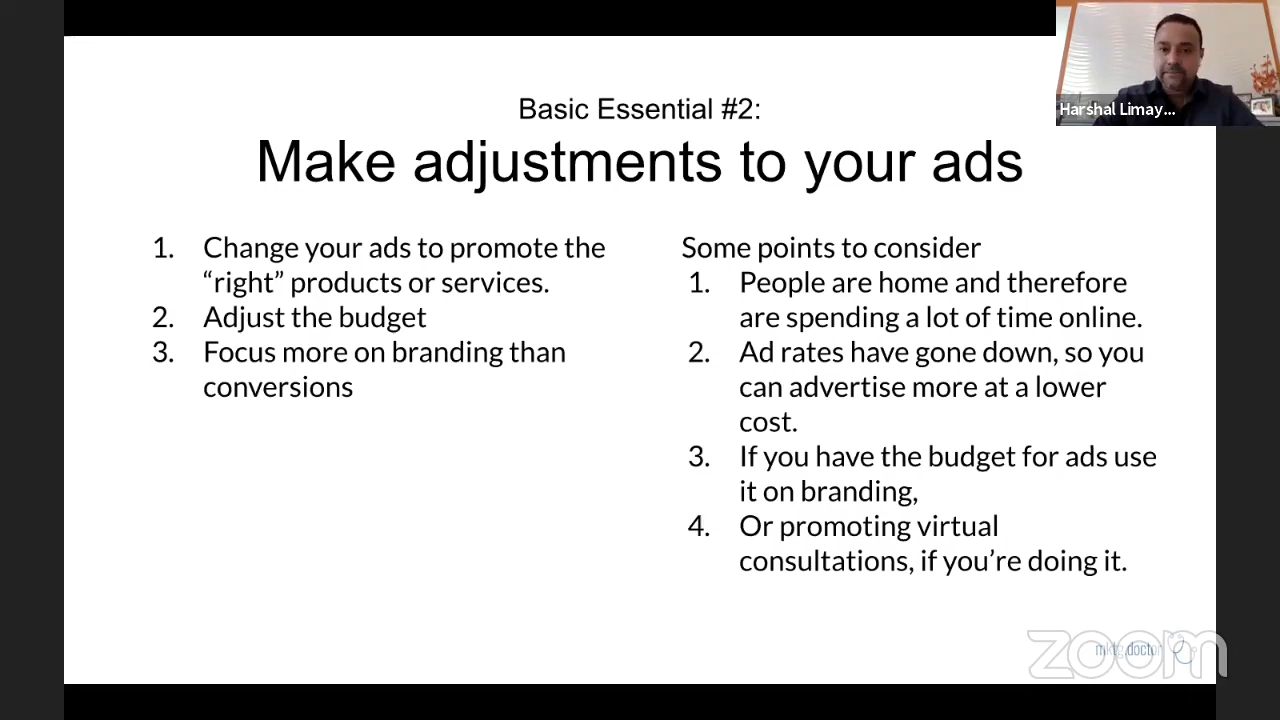 Basic Essential #2:
Make adjustments to your ads
1. Change your ads to promote the
“right” products or services.
2. Adjust the budget
3. Focus more on branding than
conversions
Some points to consider
1. People are home and therefore
are spending a lot of time online.
2. Ad rates have gone down, so you
can advertise more at a lower
cost.
3. If you have the budget for ads use
it on branding,
4. Or promoting virtual
consultations, if you’re doing it.
Harshal Limay...
mktg.doctor
zoom